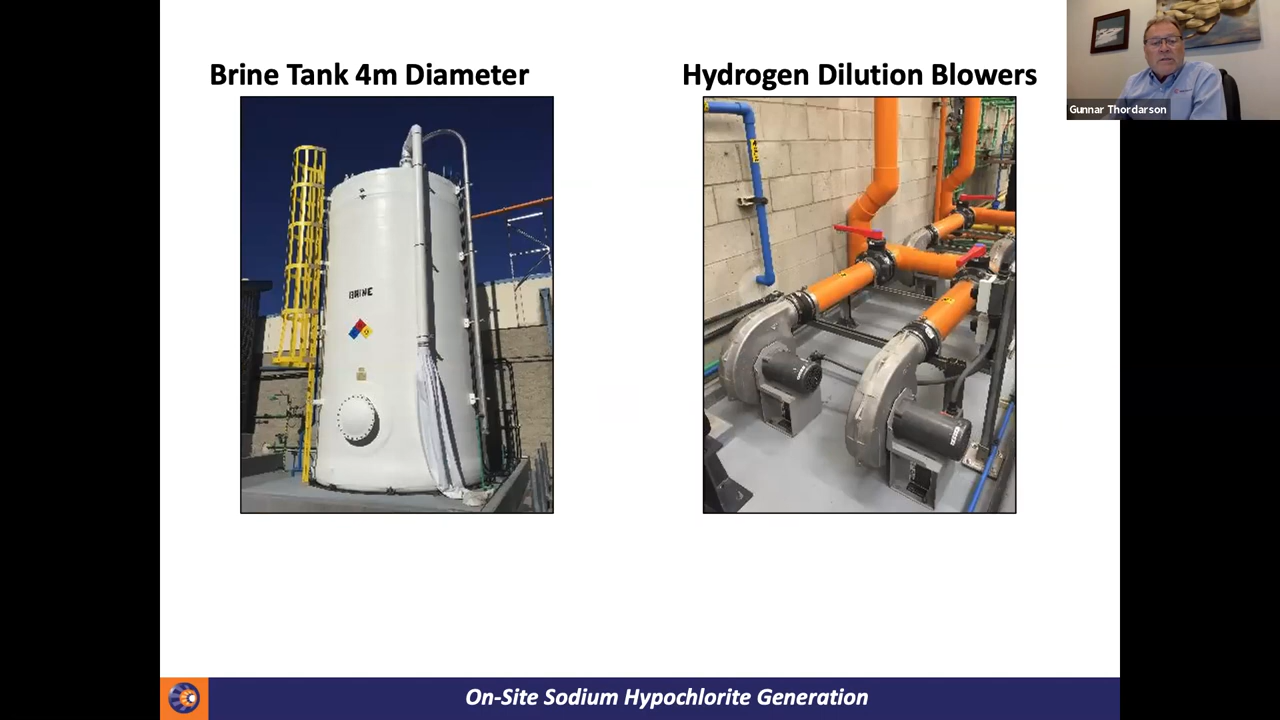 Brine Tank 4m Diameter
Hydrogen Dilution Blowers
Gunnar Thordarson
BRINE
On-Site Sodium Hypochlorite Generation